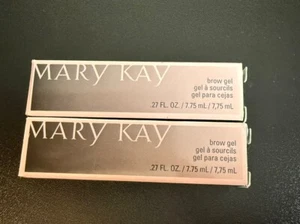 MARY KAY
brow gel
gel à sourcils
gel para cejas
.27 FL. OZ. / 7.75 mL / 7,75 mL
MARY KAY
brow gel
gel à sourcils
gel para cejas
.27 FL. OZ. / 7.75 mL / 7,75 mL